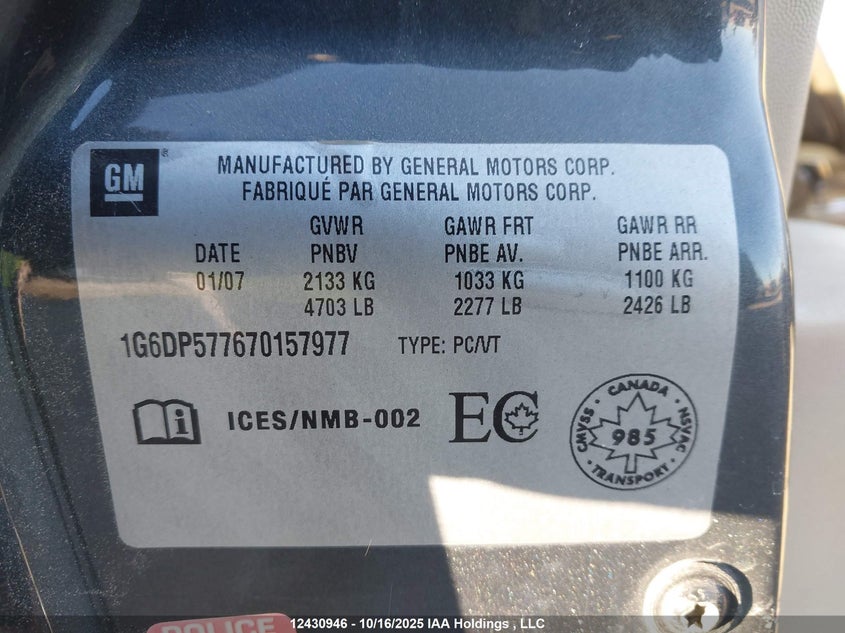 GM
MANUFACTURED BY GENERAL MOTORS CORP.
FABRIQUÉ PAR GENERAL MOTORS CORP.
GVWR GAWR FRT GAWR RR
DATE PNBV PNBE AV. PNBE ARR.
01/07 2133 KG 1033 KG 1100 KG
4703 LB 2277 LB 2426 LB
1G6DP577670157977 TYPE: PC/VT
i ICES/NMB-002 EC
CANADA
CMVSS 985 NSVAC
TRANSPORT
POLICE
12430946 - 10/16/2025 IAA Holdings , LLC